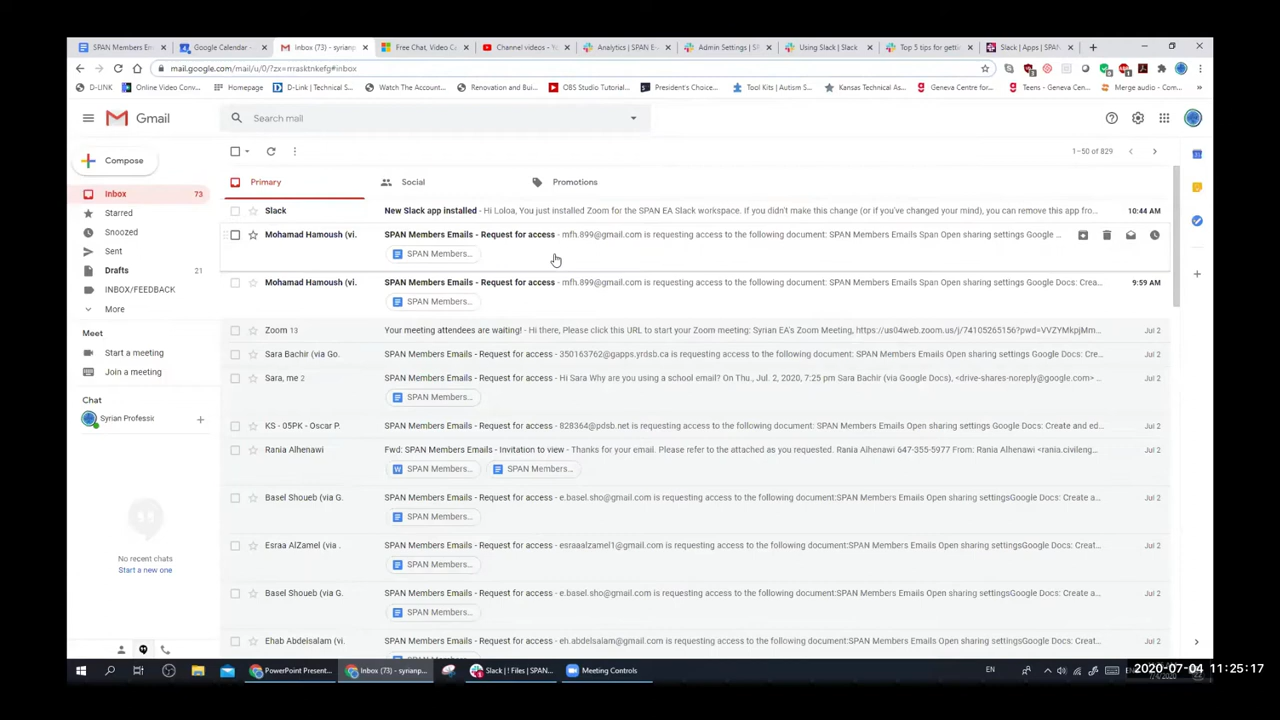 SPAN Members Em
Google Calendar -
Inbox (73) - syrianp
Free Chat, Video C
Channel videos - Y
Analytics | SPAN E
Admin Settings | S
Using Slack | Slack
Top 5 tips for getti
Slack | Apps | SPAN
mail.google.com/mail/u/0/?zx=rrrasktnkefg#inbox
D-LINK
Online Video Conv...
Homepage
D-Link | Technical S...
Watch The Account...
Renovation and Bui...
OBS Studio Tutorial...
President's Choice...
Tool Kits | Autism S...
Kansas Technical As...
Geneva Centre for...
Teens - Geneva Cen...
Merge audio – Com...
Gmail
Search mail
Compose
1–50 of 829
Inbox 73
Starred
Snoozed
Sent
Drafts 21
INBOX/FEEDBACK
More
Meet
Start a meeting
Join a meeting
Chat
Syrian Professic
No recent chats
Start a new one
Primary
Social
Promotions
Slack New Slack app installed - Hi Loloa, You just installed Zoom for the SPAN EA Slack workspace. If you didn't make this change (or if you've changed your mind), you can remove this app from... 10:44 AM
Mohamad Hamoush (vi. SPAN Members Emails - Request for access - mfh.899@gmail.com is requesting access to the following document: SPAN Members Emails Span Open sharing settings Google ...
SPAN Members...
Mohamad Hamoush (vi. SPAN Members Emails - Request for access - mfh.899@gmail.com is requesting access to the following document: SPAN Members Emails Open sharing settings Google Docs: Crea... 9:59 AM
SPAN Members...
Zoom 13 Your meeting attendees are waiting! - Hi there, Please click this URL to start your Zoom meeting: Syrian EA's Zoom Meeting, https://us04web.zoom.us/j/74105265156?pwd=VVZYMkpjMm... Jul 2
Sara Bachir (via Go. SPAN Members Emails - Request for access - 350163762@gapps.yrdsb.ca is requesting access to the following document: SPAN Members Emails Open sharing settings Google Docs: Cre... Jul 2
Sara, me 2 SPAN Members Emails - Request for access - Hi Sara Why are you using a school email? On Thu., Jul. 2, 2020, 7:25 pm Sara Bachir (via Google Docs), <drive-shares-noreply@google.com> ... Jul 2
SPAN Members...
KS - 05PK - Oscar P. SPAN Members Emails - Request for access - 828364@pdsb.net is requesting access to the following document: SPAN Members Emails Open sharing settings Google Docs: Create and ed... Jul 2
Rania Alhenawi Fwd: SPAN Members Emails - Invitation to view - Thanks for your email. Please refer to the attached as you requested. Rania Alhenawi 647-355-5977 From: Rania Alhenawi <rania.civileng... Jul 2
SPAN Members...
SPAN Members...
Basel Shoueb (via G. SPAN Members Emails - Request for access - e.basel.sho@gmail.com is requesting access to the following document:SPAN Members Emails Open sharing settingsGoogle Docs: Create a... Jul 2
SPAN Members...
Esraa AlZamel (via . SPAN Members Emails - Request for access - esraaalzamel1@gmail.com is requesting access to the following document:SPAN Members Emails Open sharing settingsGoogle Docs: Creat... Jul 2
SPAN Members...
Basel Shoueb (via G. SPAN Members Emails - Request for access - e.basel.sho@gmail.com is requesting access to the following document:SPAN Members Emails Open sharing settingsGoogle Docs: Create a... Jul 2
SPAN Members...
Ehab Abdelsalam (vi. SPAN Members Emails - Request for access - eh.abdelsalam@gmail.com is requesting access to the following document:SPAN Members Emails Open sharing settingsGoogle Docs: Create... Jul 2
PowerPoint Present...
Inbox (73) - syrianp...
Slack | ! Files | SPAN...
Meeting Controls
EN
2020-07-04 11:25:17